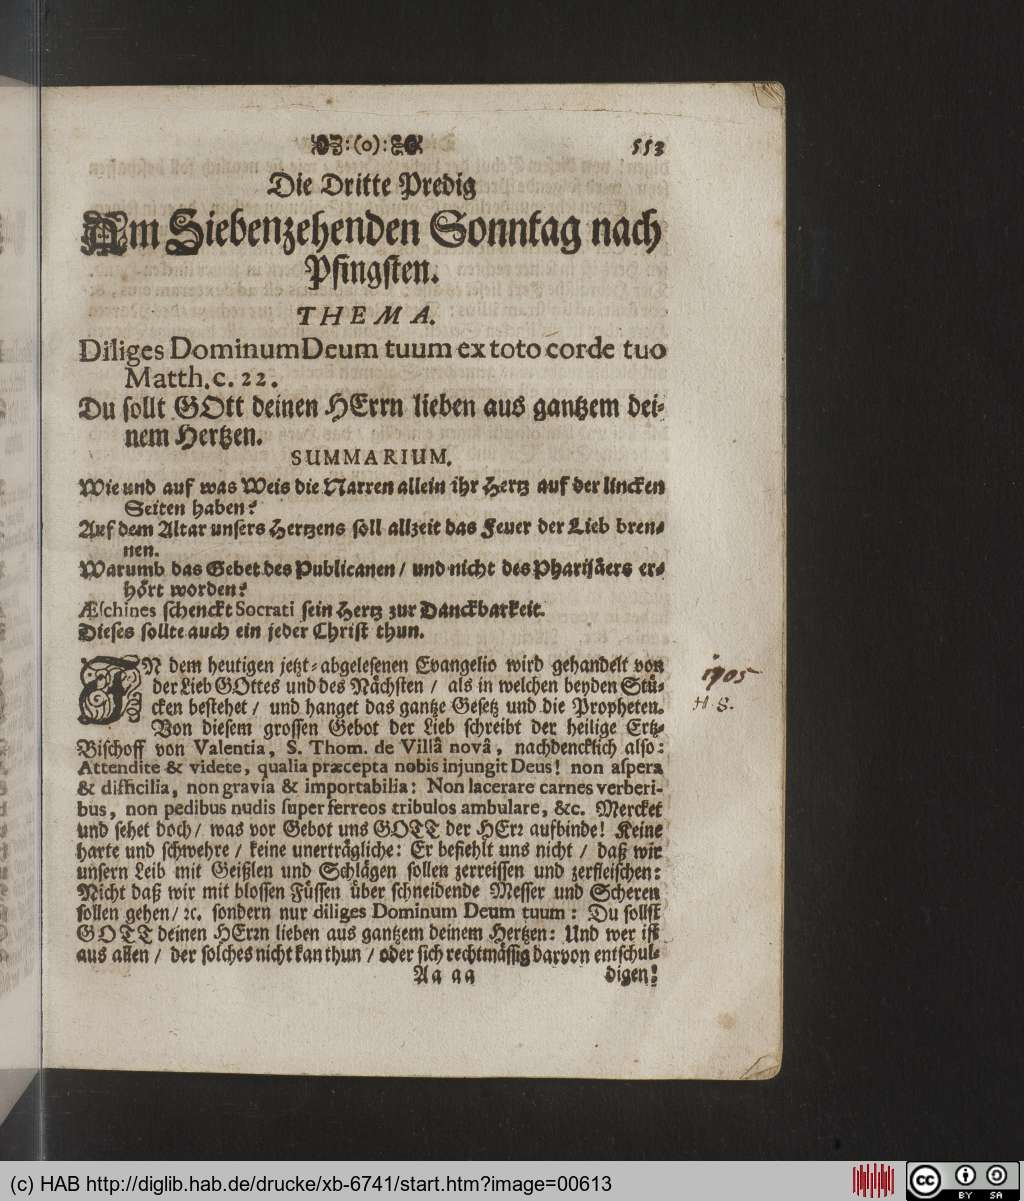 :(o): 553
Die Dritte Predig
Am Siebenzehenden Sonntag nach
Pfingsten.
THEMA.
Diliges Dominum Deum tuum ex toto corde tuo
Matth. c. 22.
Du sollt GOtt deinen HErrn lieben aus gantzem dei-
nem Hertzen.
SUMMARIUM.
Wie und auf was Weis die Narren allein ihr Hertz auf der lincken
Seiten haben?
Auf dem Altar unsers Hertzens soll allzeit das Feuer der Lieb bren-
nen.
Warumb das Gebet des Publicanen / und nicht des Pharisäers er-
hört worden?
Æſchines schenckt Socrati sein Hertz zur Danckbarkeit.
Dieses sollte auch ein jeder Christ thun.
IN dem heutigen jetzt-abgelesenen Evangelio wird gehandelt von
der Lieb GOttes und des Nächsten / als in welchen beyden Stü-
cken bestehet / und hanget das gantze Gesetz und die Propheten.
Von diesem grossen Gebot der Lieb schreibt der heilige Ertz-
Bischoff von Valentia, S. Thom. de Villâ novâ, nachdencklich also:
Attendite & videte, qualia præcepta nobis injungit Deus! non aſpera
& difficilia, non gravia & importabilia: Non lacerare carnes verberi-
bus, non pedibus nudis ſuper ferreos tribulos ambulare, &c. Mercket
und sehet doch / was vor Gebot uns GOTT der HErr aufbinde! Keine
harte und schwehre / keine unerträgliche: Er befiehlt uns nicht / daß wir
unsern Leib mit Geißlen und Schlägen sollen zerreissen und zerfleischen:
Nicht daß wir mit blossen Füssen über schneidende Messer und Scheren
sollen gehen / ꝛc. sondern nur diliges Dominum Deum tuum: Du sollst
GOTT deinen HErrn lieben aus gantzem deinem Hertzen: Und wer ist
aus allen / der solches nicht kan thun / oder sich rechtmässig darvon entschul-
Aa aa digen!
1705
H. S.
(c) HAB http://diglib.hab.de/drucke/xb-6741/start.htm?image=00613
cc BY SA